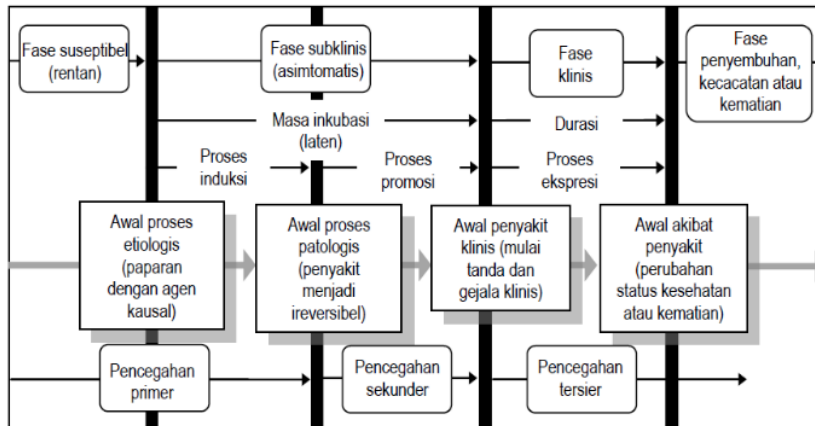 Fase suseptibel
(rentan)
Fase subklinis
(asimtomatis)
Fase
klinis
Fase
penyembuhan,
kecacatan atau
kematian
Masa inkubasi
(laten)
Durasi
Proses
induksi
Proses
promosi
Proses
ekspresi
Awal proses
etiologis
(paparan
dengan agen
kausal)
Awal proses
patologis
(penyakit
menjadi
ireversibel)
Awal penyakit
klinis (mulai
tanda dan
gejala klinis)
Awal akibat
penyakit
(perubahan
status kesehatan
atau kematian)
Pencegahan
primer
Pencegahan
sekunder
Pencegahan
tersier